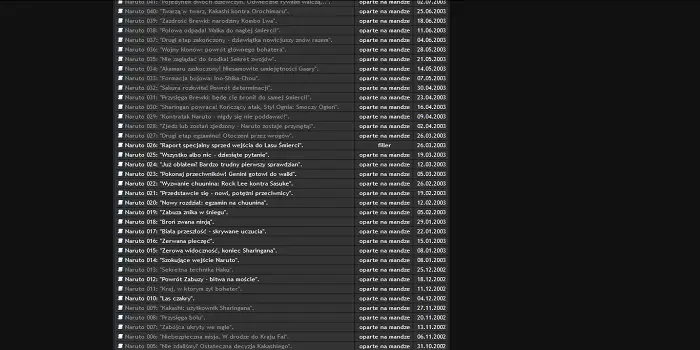 Naruto 041: "Pojedynek dwóch dziewczyn. Odwieczne rywale walczą...". oparte na mandze 02.07.2003
Naruto 040: "Twarzą w twarz, Kakashi kontra Orochimaru". oparte na mandze 25.06.2003
Naruto 039: "Zazdrość Brewki: narodziny Kombo Lwa". oparte na mandze 18.06.2003
Naruto 038: "Połowa odpada! Walka do nagłej śmierci!". oparte na mandze 11.06.2003
Naruto 037: "Drugi etap zakończony - dziewiątka nowicjuszy znów razem". oparte na mandze 04.06.2003
Naruto 036: "Wojny klonów: powrót głównego bohatera". oparte na mandze 28.05.2003
Naruto 035: "Nie zaglądać do środka! Sekret zwojów". oparte na mandze 21.05.2003
Naruto 034: "Akamaru zaskoczony! Niesamowite umiejętności Gaary". oparte na mandze 14.05.2003
Naruto 033: "Formacja bojowa: Ino-Shika-Chou". oparte na mandze 07.05.2003
Naruto 032: "Sakura rozkwita! Powrót determinacji". oparte na mandze 30.04.2003
Naruto 031: "Przysięga Brewki: będę cię bronił do samej śmierci!". oparte na mandze 23.04.2003
Naruto 030: "Sharingan powraca! Kończący atak, Styl Ognia: Smoczy Ogień". oparte na mandze 16.04.2003
Naruto 029: "Kontratak Naruto - nigdy się nie poddawać!". oparte na mandze 09.04.2003
Naruto 028: "Zjedz lub zostań zjedzony - Naruto zostaje przynętą". oparte na mandze 02.04.2003
Naruto 027: "Drugi etap egzaminu! Otoczeni przez wrogów". oparte na mandze 26.03.2003
Naruto 026: "Raport specjalny sprzed wejścia do Lasu Śmierci". filler 26.03.2003
Naruto 025: "Wszystko albo nic - dziesiąte pytanie". oparte na mandze 19.03.2003
Naruto 024: "Już oblałem! Bardzo trudny pierwszy sprawdzian". oparte na mandze 12.03.2003
Naruto 023: "Pokonaj przeciwników! Genini gotowi do walki". oparte na mandze 05.03.2003
Naruto 022: "Wyzwanie chuunina: Rock Lee kontra Sasuke". oparte na mandze 26.02.2003
Naruto 021: "Przedstawcie się - nowi, potężni przeciwnicy". oparte na mandze 19.02.2003
Naruto 020: "Nowy rozdział: egzamin na chuunina". oparte na mandze 12.02.2003
Naruto 019: "Zabuza znika w śniegu". oparte na mandze 05.02.2003
Naruto 018: "Broń zwana ninją". oparte na mandze 29.01.2003
Naruto 017: "Biała przeszłość - skrywane uczucia". oparte na mandze 22.01.2003
Naruto 016: "Zerwana pieczęć". oparte na mandze 15.01.2003
Naruto 015: "Zerowa widoczność, koniec Sharingana". oparte na mandze 08.01.2003
Naruto 014: "Szokujące wejście Naruto". oparte na mandze 08.01.2003
Naruto 013: "Sekretna technika Haku". oparte na mandze 25.12.2002
Naruto 012: "Powrót Zabuzy - bitwa na moście". oparte na mandze 18.12.2002
Naruto 011: "Kraj, w którym żył bohater". oparte na mandze 11.12.2002
Naruto 010: "Las czakry". oparte na mandze 04.12.2002
Naruto 009: "Kakashi: użytkownik Sharingana". oparte na mandze 27.11.2002
Naruto 008: "Przysięga bólu". oparte na mandze 20.11.2002
Naruto 007: "Zabójca ukryty we mgle". oparte na mandze 13.11.2002
Naruto 006: "Niebezpieczna misja. W drodze do Kraju Fal". oparte na mandze 06.11.2002
Naruto 005: "Nie zdaliśmy? Ostateczna decyzja Kakashiego". oparte na mandze 31.10.2002